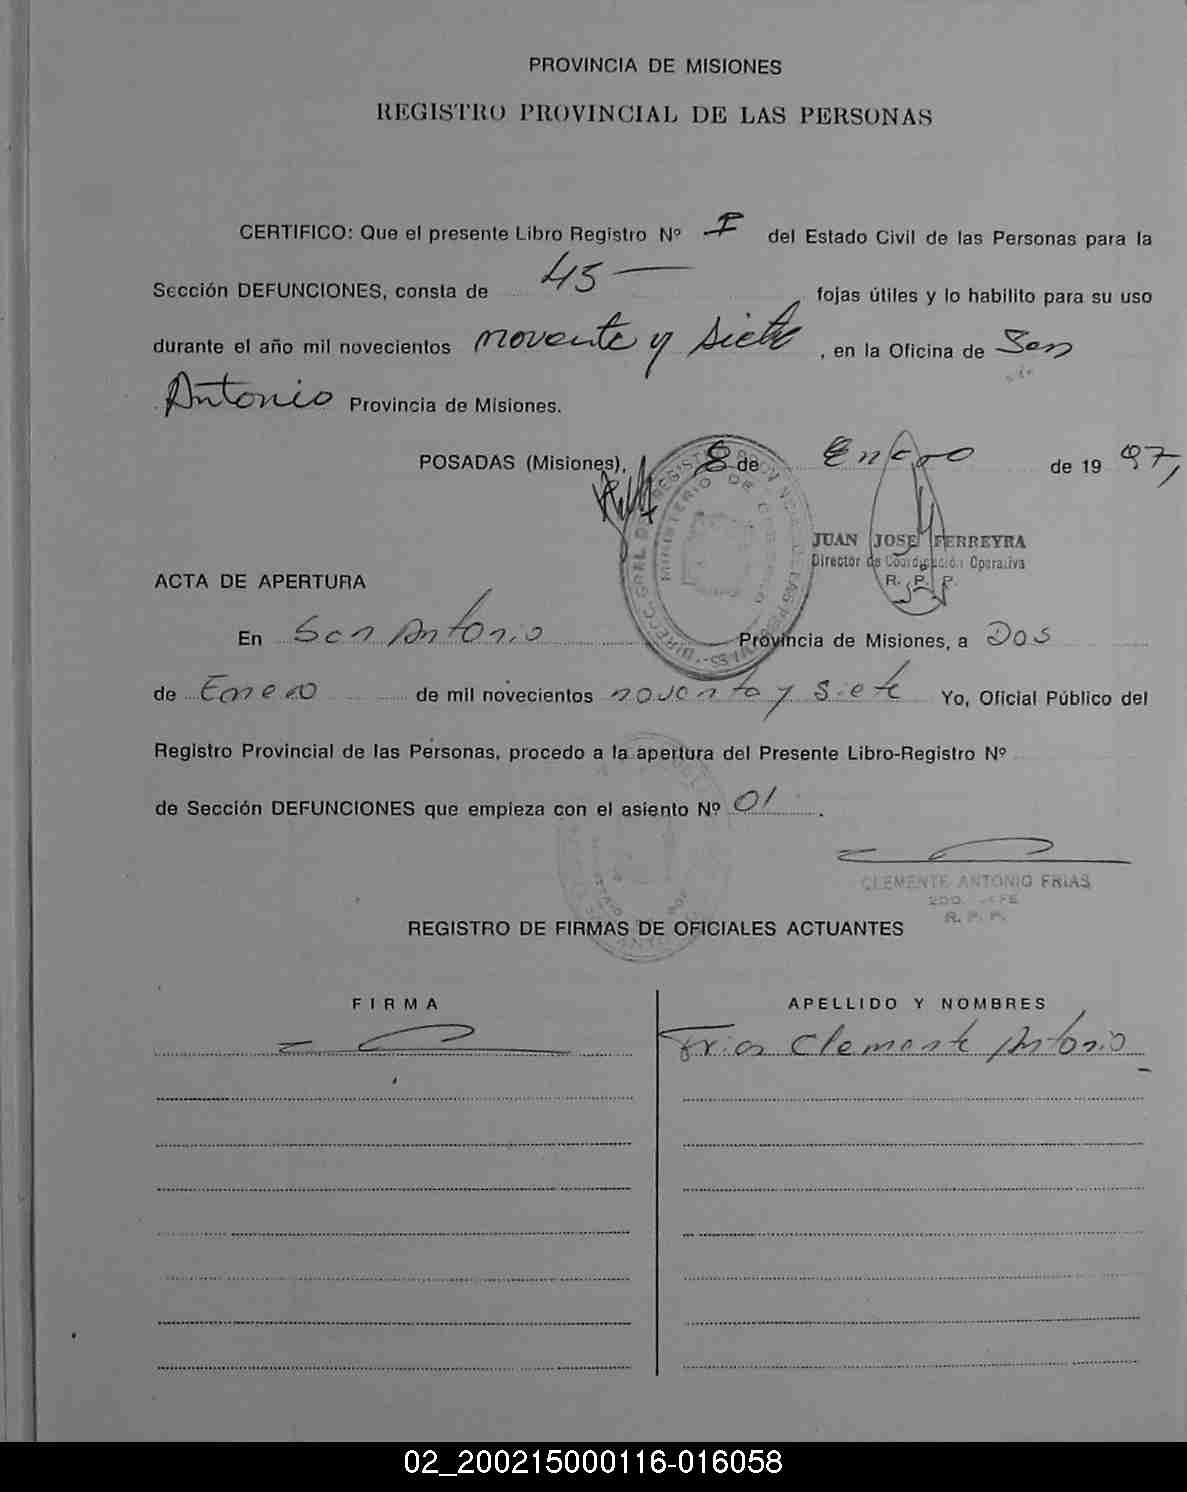 PROVINCIA DE MISIONES
REGISTRO PROVINCIAL DE LAS PERSONAS
CERTIFICO: Que el presente Libro Registro Nº I del Estado Civil de las Personas para la
Sección DEFUNCIONES, consta de 45 — fojas útiles y lo habilito para su uso
durante el año mil novecientos noventa y siete, en la Oficina de San
Antonio Provincia de Misiones.
POSADAS (Misiones), 8 de Enero de 1997,
JUAN JOSE FERREYRA
Director de Coordinación Operativa
R. P. P.
ACTA DE APERTURA
En San Antonio Provincia de Misiones, a Dos
de Enero de mil novecientos noventa y siete Yo, Oficial Público del
Registro Provincial de las Personas, procedo a la apertura del Presente Libro-Registro Nº
de Sección DEFUNCIONES que empieza con el asiento Nº 01.
CLEMENTE ANTONIO FRIAS
2DO. JEFE
R. P. P.
REGISTRO DE FIRMAS DE OFICIALES ACTUANTES
FIRMA APELLIDO Y NOMBRES
Frias Clemente Antonio
02_200215000116-016058